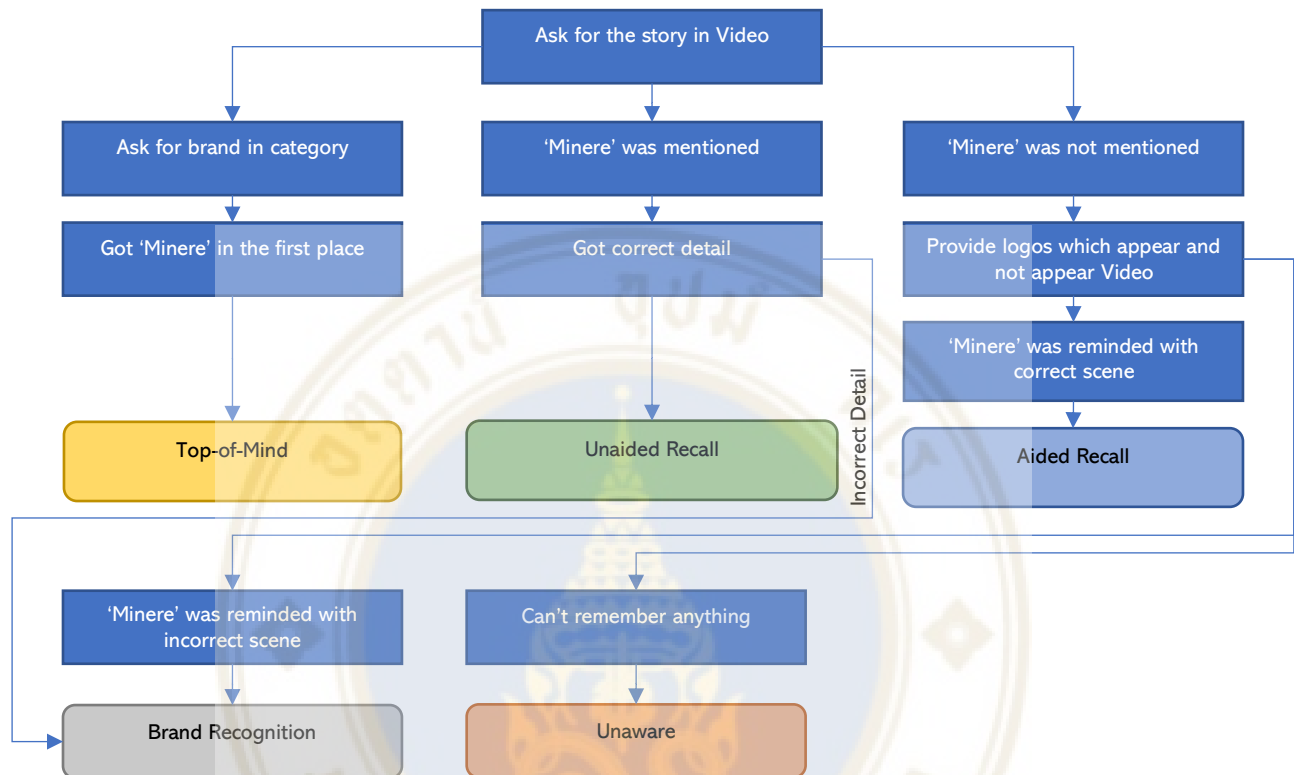 Ask for the story in Video
Ask for brand in category
‘Minere’ was mentioned
‘Minere’ was not mentioned
Got ‘Minere’ in the first place
Got correct detail
Provide logos which appear and
not appear Video
‘Minere’ was reminded with
correct scene
Incorrect Detail
Top-of-Mind
Unaided Recall
Aided Recall
‘Minere’ was reminded with
incorrect scene
Can’t remember anything
Brand Recognition
Unaware